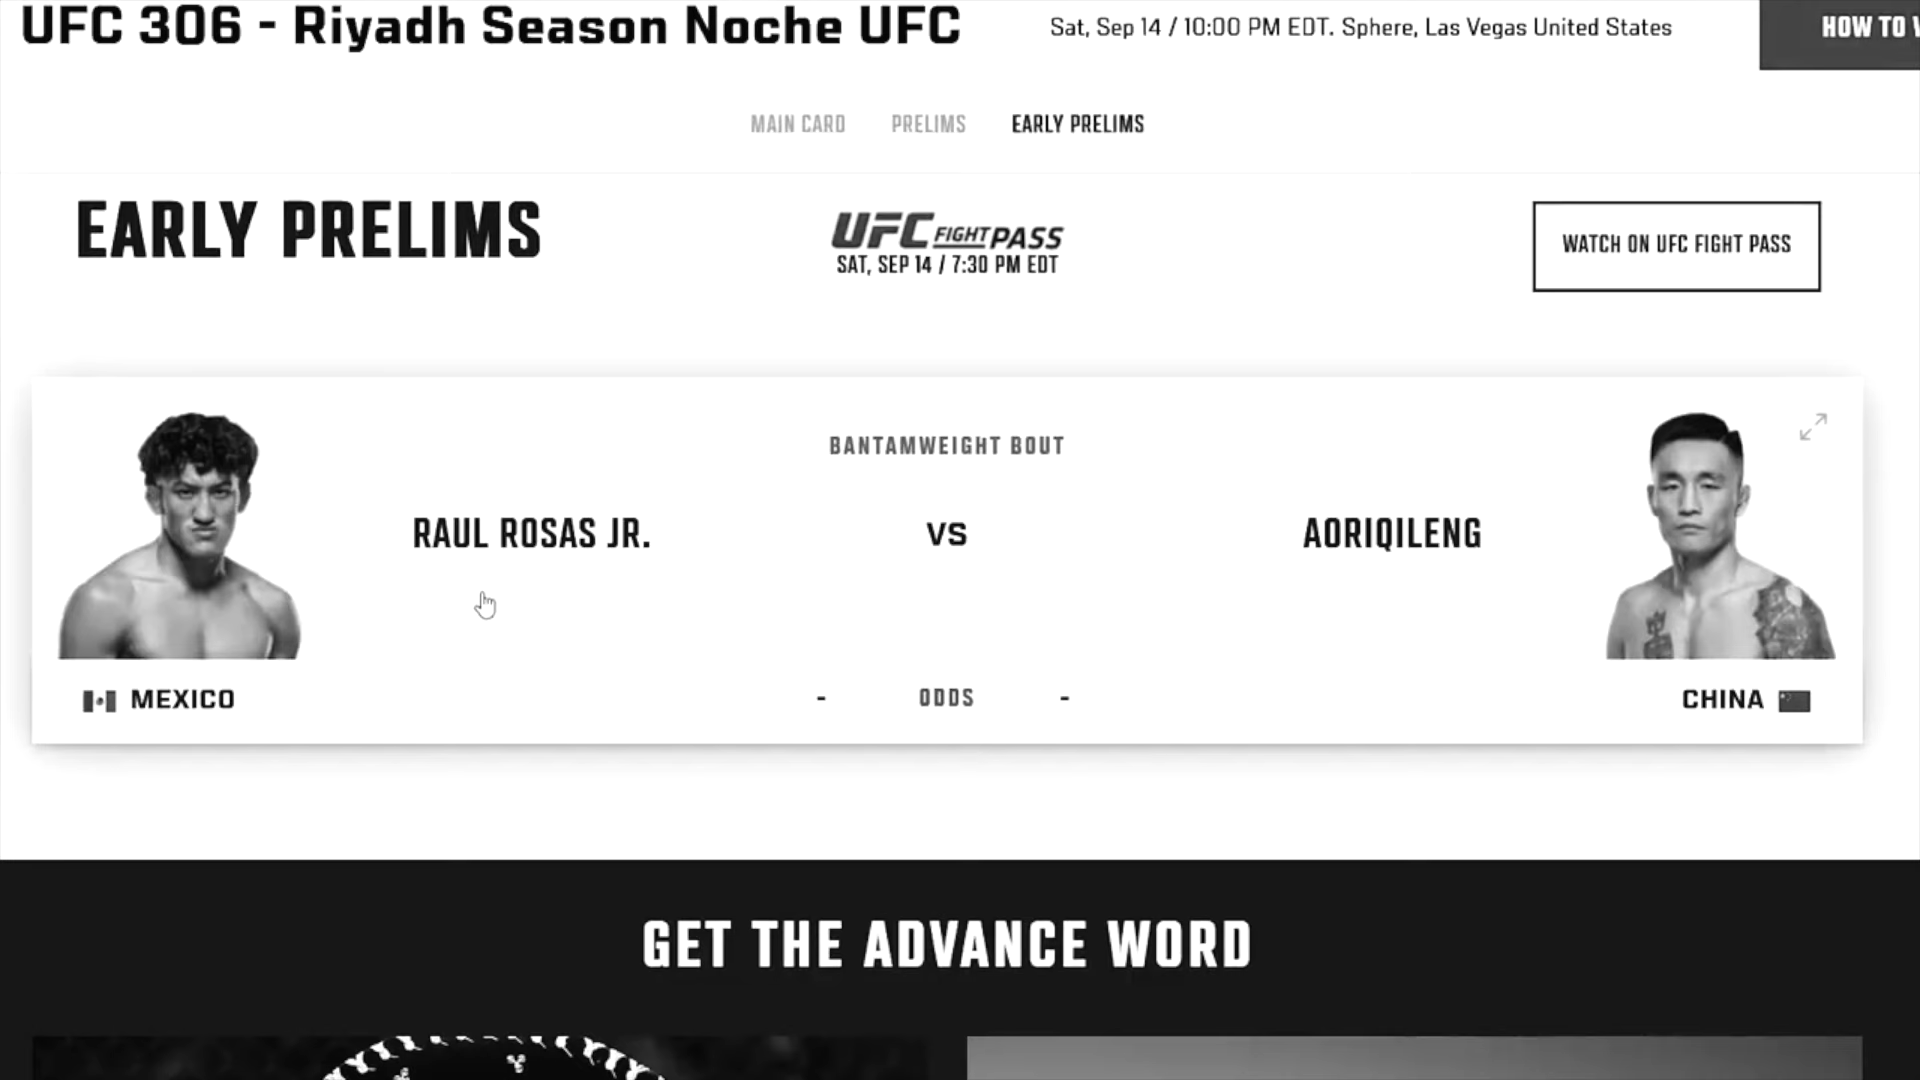 UFC 306 - Riyadh Season Noche UFC
Sat, Sep 14 / 10:00 PM EDT. Sphere, Las Vegas United States
HOW TO
MAIN CARD
PRELIMS
EARLY PRELIMS
EARLY PRELIMS
UFC FIGHT PASS
SAT, SEP 14 / 7:30 PM EDT
WATCH ON UFC FIGHT PASS
BANTAMWEIGHT BOUT
RAUL ROSAS JR.
VS
AORIQILENG
MEXICO
- ODDS -
CHINA
GET THE ADVANCE WORD